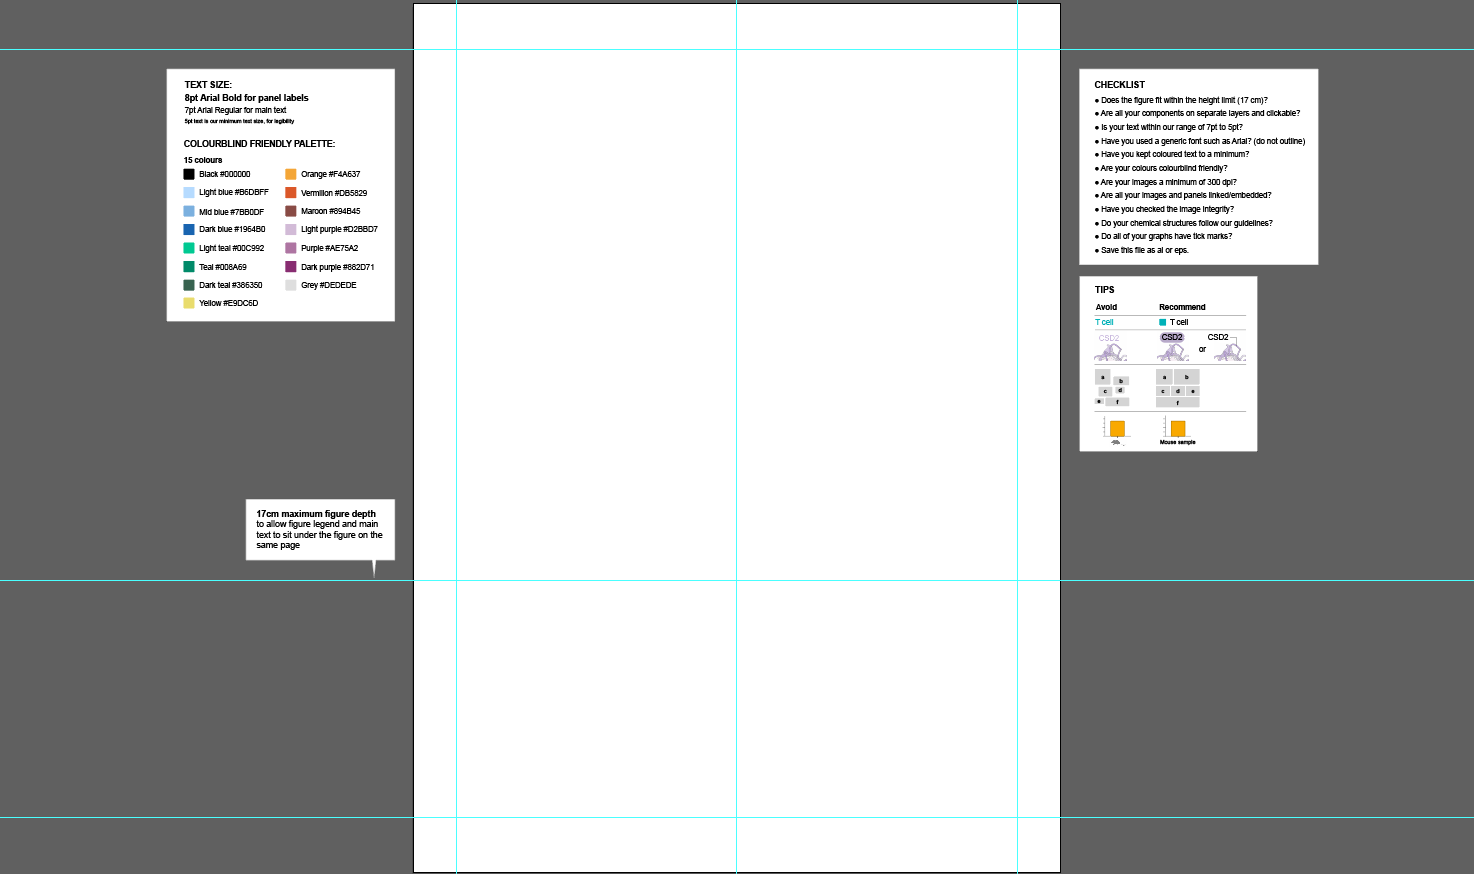 TEXT SIZE:
8pt Arial Bold for panel labels
7pt Arial Regular for main text
5pt text is our minimum text size, for legibility
COLOURBLIND FRIENDLY PALETTE:
15 colours
Black #000000
Light blue #B6DBFF
Mid blue #7BB0DF
Dark blue #1964B0
Light teal #00C992
Teal #008A69
Dark teal #386350
Yellow #E9DC6D
Orange #F4A637
Vermilion #DB5829
Maroon #894B45
Light purple #D2BBD7
Purple #AE75A2
Dark purple #882D71
Grey #DEDEDE
17cm maximum figure depth
to allow figure legend and main
text to sit under the figure on the
same page
CHECKLIST
● Does the figure fit within the height limit (17 cm)?
● Are all your components on separate layers and clickable?
● Is your text within our range of 7pt to 5pt?
● Have you used a generic font such as Arial? (do not outline)
● Have you kept coloured text to a minimum?
● Are your colours colourblind friendly?
● Are your images a minimum of 300 dpi?
● Are all your images and panels linked/embedded?
● Have you checked the image integrity?
● Do your chemical structures follow our guidelines?
● Do all of your graphs have tick marks?
● Save this file as ai or eps.
TIPS
Avoid Recommend
T cell T cell
CSD2 CSD2 or CSD2
a b a b
c d c d e
e f f
Mouse sample